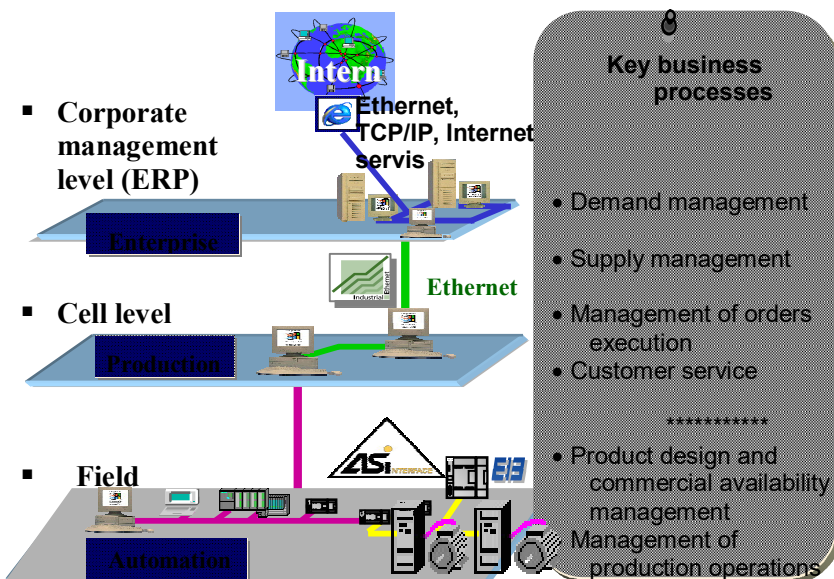 Intern
Ethernet,
TCP/IP, Internet
servis
▪ Corporate
management
level (ERP)
Enterprise
Industrial Ethernet
Ethernet
▪ Cell level
Production
ASi INTERFACE
EIB
▪ Field
Automation
Key business
processes
• Demand management
• Supply management
• Management of orders
execution
• Customer service
***********
• Product design and
commercial availability
management
• Management of
production operations